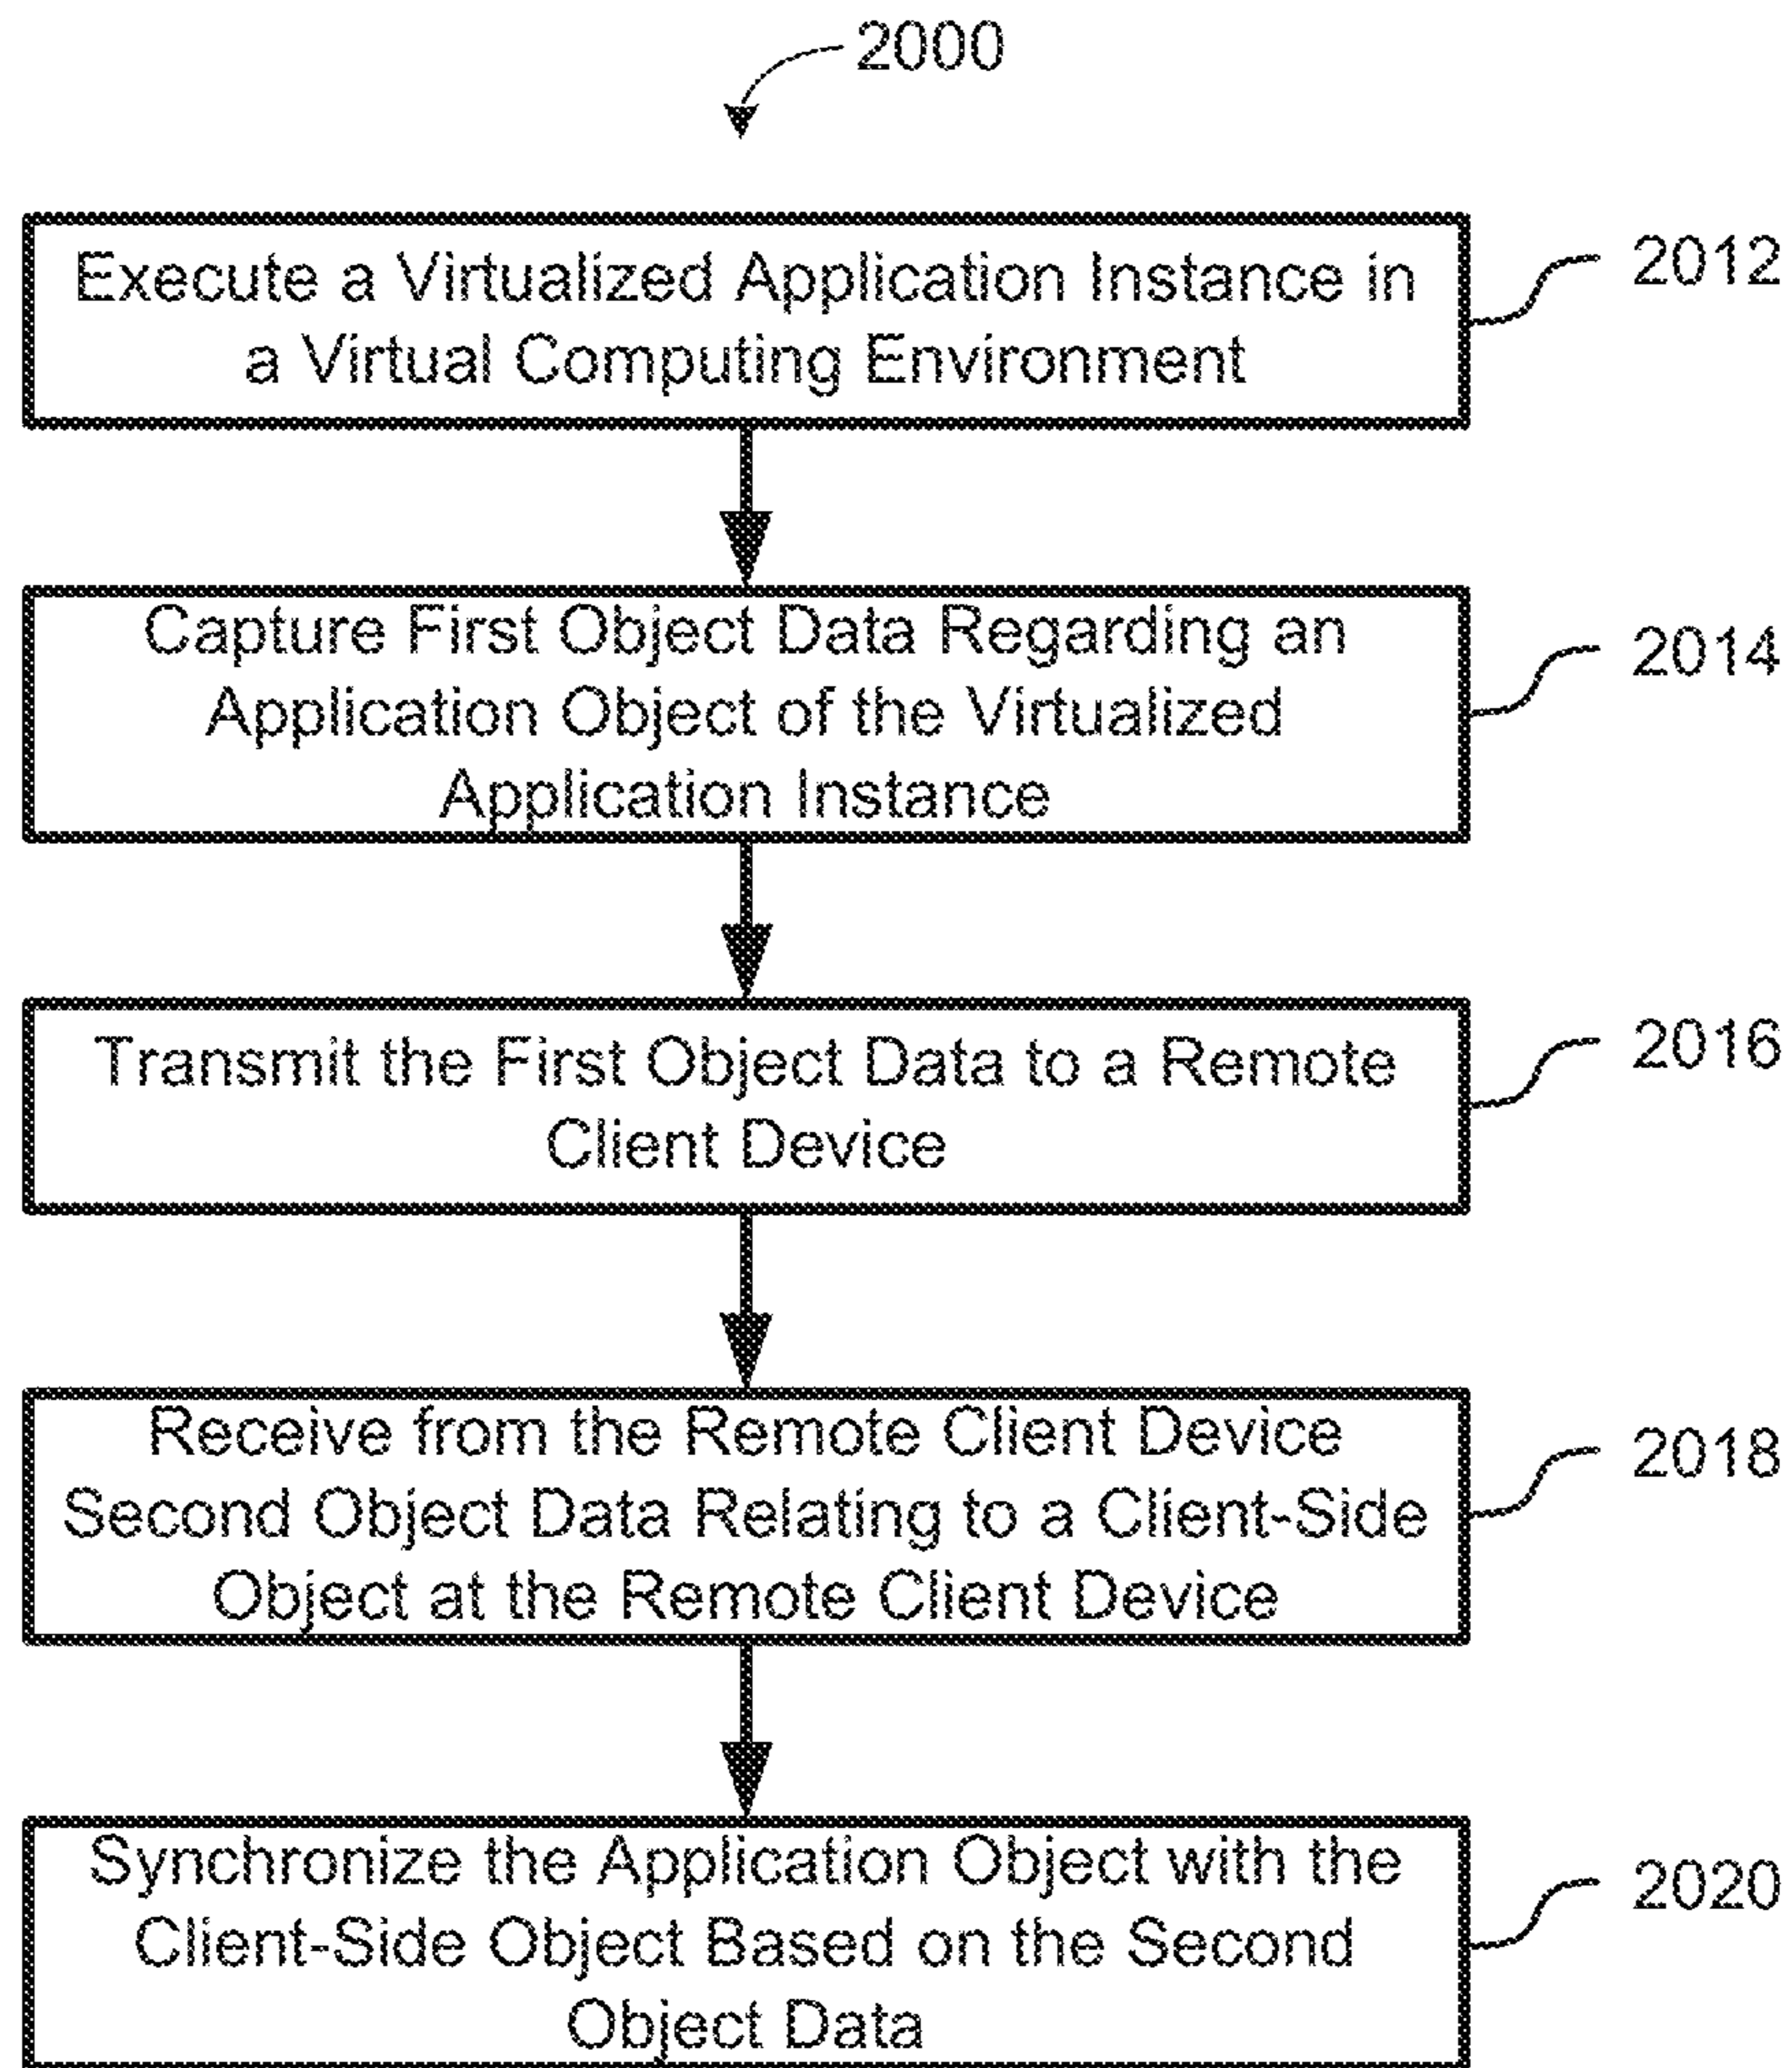 2000
Execute a Virtualized Application Instance in
a Virtual Computing Environment
2012
Capture First Object Data Regarding an
Application Object of the Virtualized
Application Instance
2014
Transmit the First Object Data to a Remote
Client Device
2016
Receive from the Remote Client Device
Second Object Data Relating to a Client-Side
Object at the Remote Client Device
2018
Synchronize the Application Object with the
Client-Side Object Based on the Second
Object Data
2020